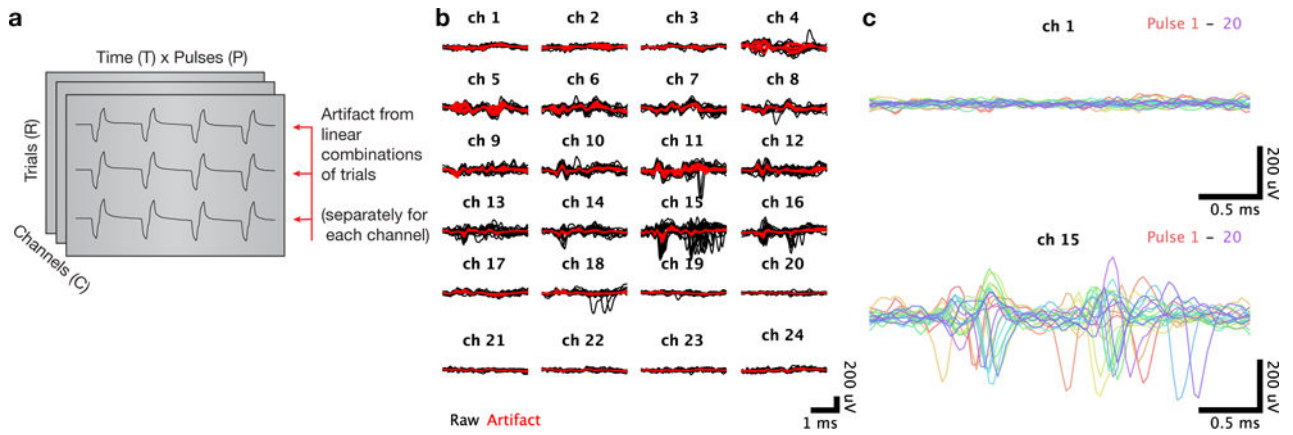 a
Time (T) x Pulses (P)
Trials (R)
Channels (C)
Artifact from
linear
combinations
of trials
(separately for
each channel)
b
ch 1 ch 2 ch 3 ch 4
ch 5 ch 6 ch 7 ch 8
ch 9 ch 10 ch 11 ch 12
ch 13 ch 14 ch 15 ch 16
ch 17 ch 18 ch 19 ch 20
ch 21 ch 22 ch 23 ch 24
Raw Artifact
200 uV
1 ms
c
ch 1 Pulse 1 - 20
200 uV
0.5 ms
ch 15 Pulse 1 - 20
200 uV
0.5 ms